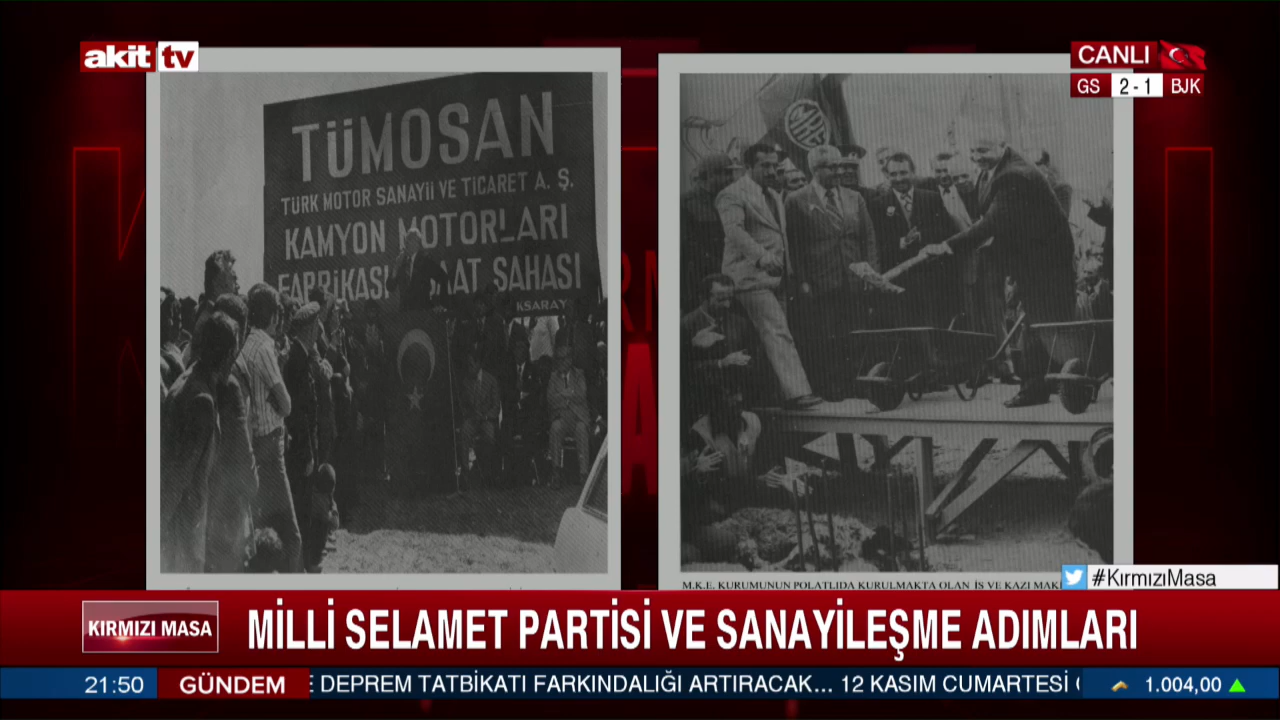 akit tv
CANLI
GS 2 - 1 BJK
TÜMOSAN
TÜRK MOTOR SANAYİİ VE TİCARET A. Ş.
KAMYON MOTORLARI
SAHASI
M.K.E. KURUMUNUN POLATLIDA KURULMAKTA OLAN İŞ VE KAZI
#KırmızıMasa
KIRMIZI MASA
MİLLİ SELAMET PARTİSİ VE SANAYİLEŞME ADIMLARI
21:50 GÜNDEM DEPREM TATBİKATI FARKINDALIĞI ARTIRACAK... 12 KASIM CUMARTESİ 1.004,00